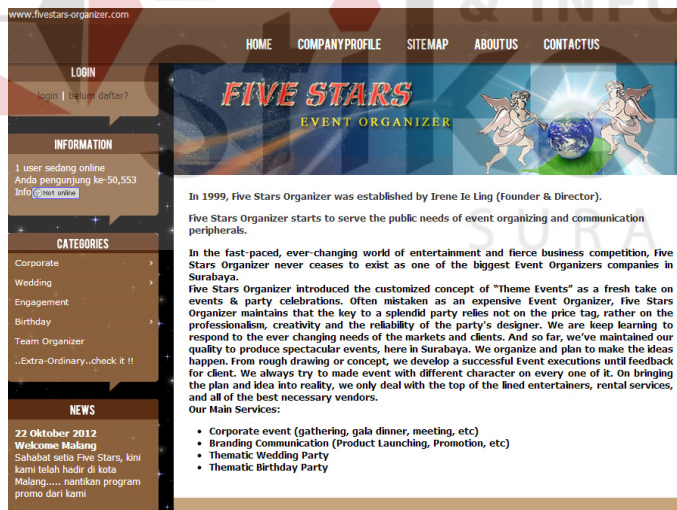 & INFO
www.fivestars-organizer.com
HOME COMPANY PROFILE SITEMAP ABOUT US CONTACT US
LOGIN
login | belum daftar?
INFORMATION
1 user sedang online
Anda pengunjung ke-50,553
Info Not online
CATEGORIES
Corporate >
Wedding >
Engagement
Birthday >
Team Organizer
..Extra-Ordinary..check it !!
NEWS
22 Oktober 2012
Welcome Malang
Sahabat setia Five Stars, kini
kami telah hadir di kota
Malang..... nantikan program
promo dari kami
FIVE STARS
EVENT ORGANIZER
stiko
SURA
In 1999, Five Stars Organizer was established by Irene Ie Ling (Founder & Director).
Five Stars Organizer starts to serve the public needs of event organizing and communication
peripherals.
In the fast-paced, ever-changing world of entertainment and fierce business competition, Five
Stars Organizer never ceases to exist as one of the biggest Event Organizers companies in
Surabaya.
Five Stars Organizer introduced the customized concept of “Theme Events” as a fresh take on
events & party celebrations. Often mistaken as an expensive Event Organizer, Five Stars
Organizer maintains that the key to a splendid party relies not on the price tag, rather on the
professionalism, creativity and the reliability of the party's designer. We are keep learning to
respond to the ever changing needs of the markets and clients. And so far, we’ve maintained our
quality to produce spectacular events, here in Surabaya. We organize and plan to make the ideas
happen. From rough drawing or concept, we develop a successful Event executions until feedback
for client. We always try to made event with different character on every one of it. On bringing
the plan and idea into reality, we only deal with the top of the lined entertainers, rental services,
and all of the best necessary vendors.
Our Main Services:
• Corporate event (gathering, gala dinner, meeting, etc)
• Branding Communication (Product Launching, Promotion, etc)
• Thematic Wedding Party
• Thematic Birthday Party